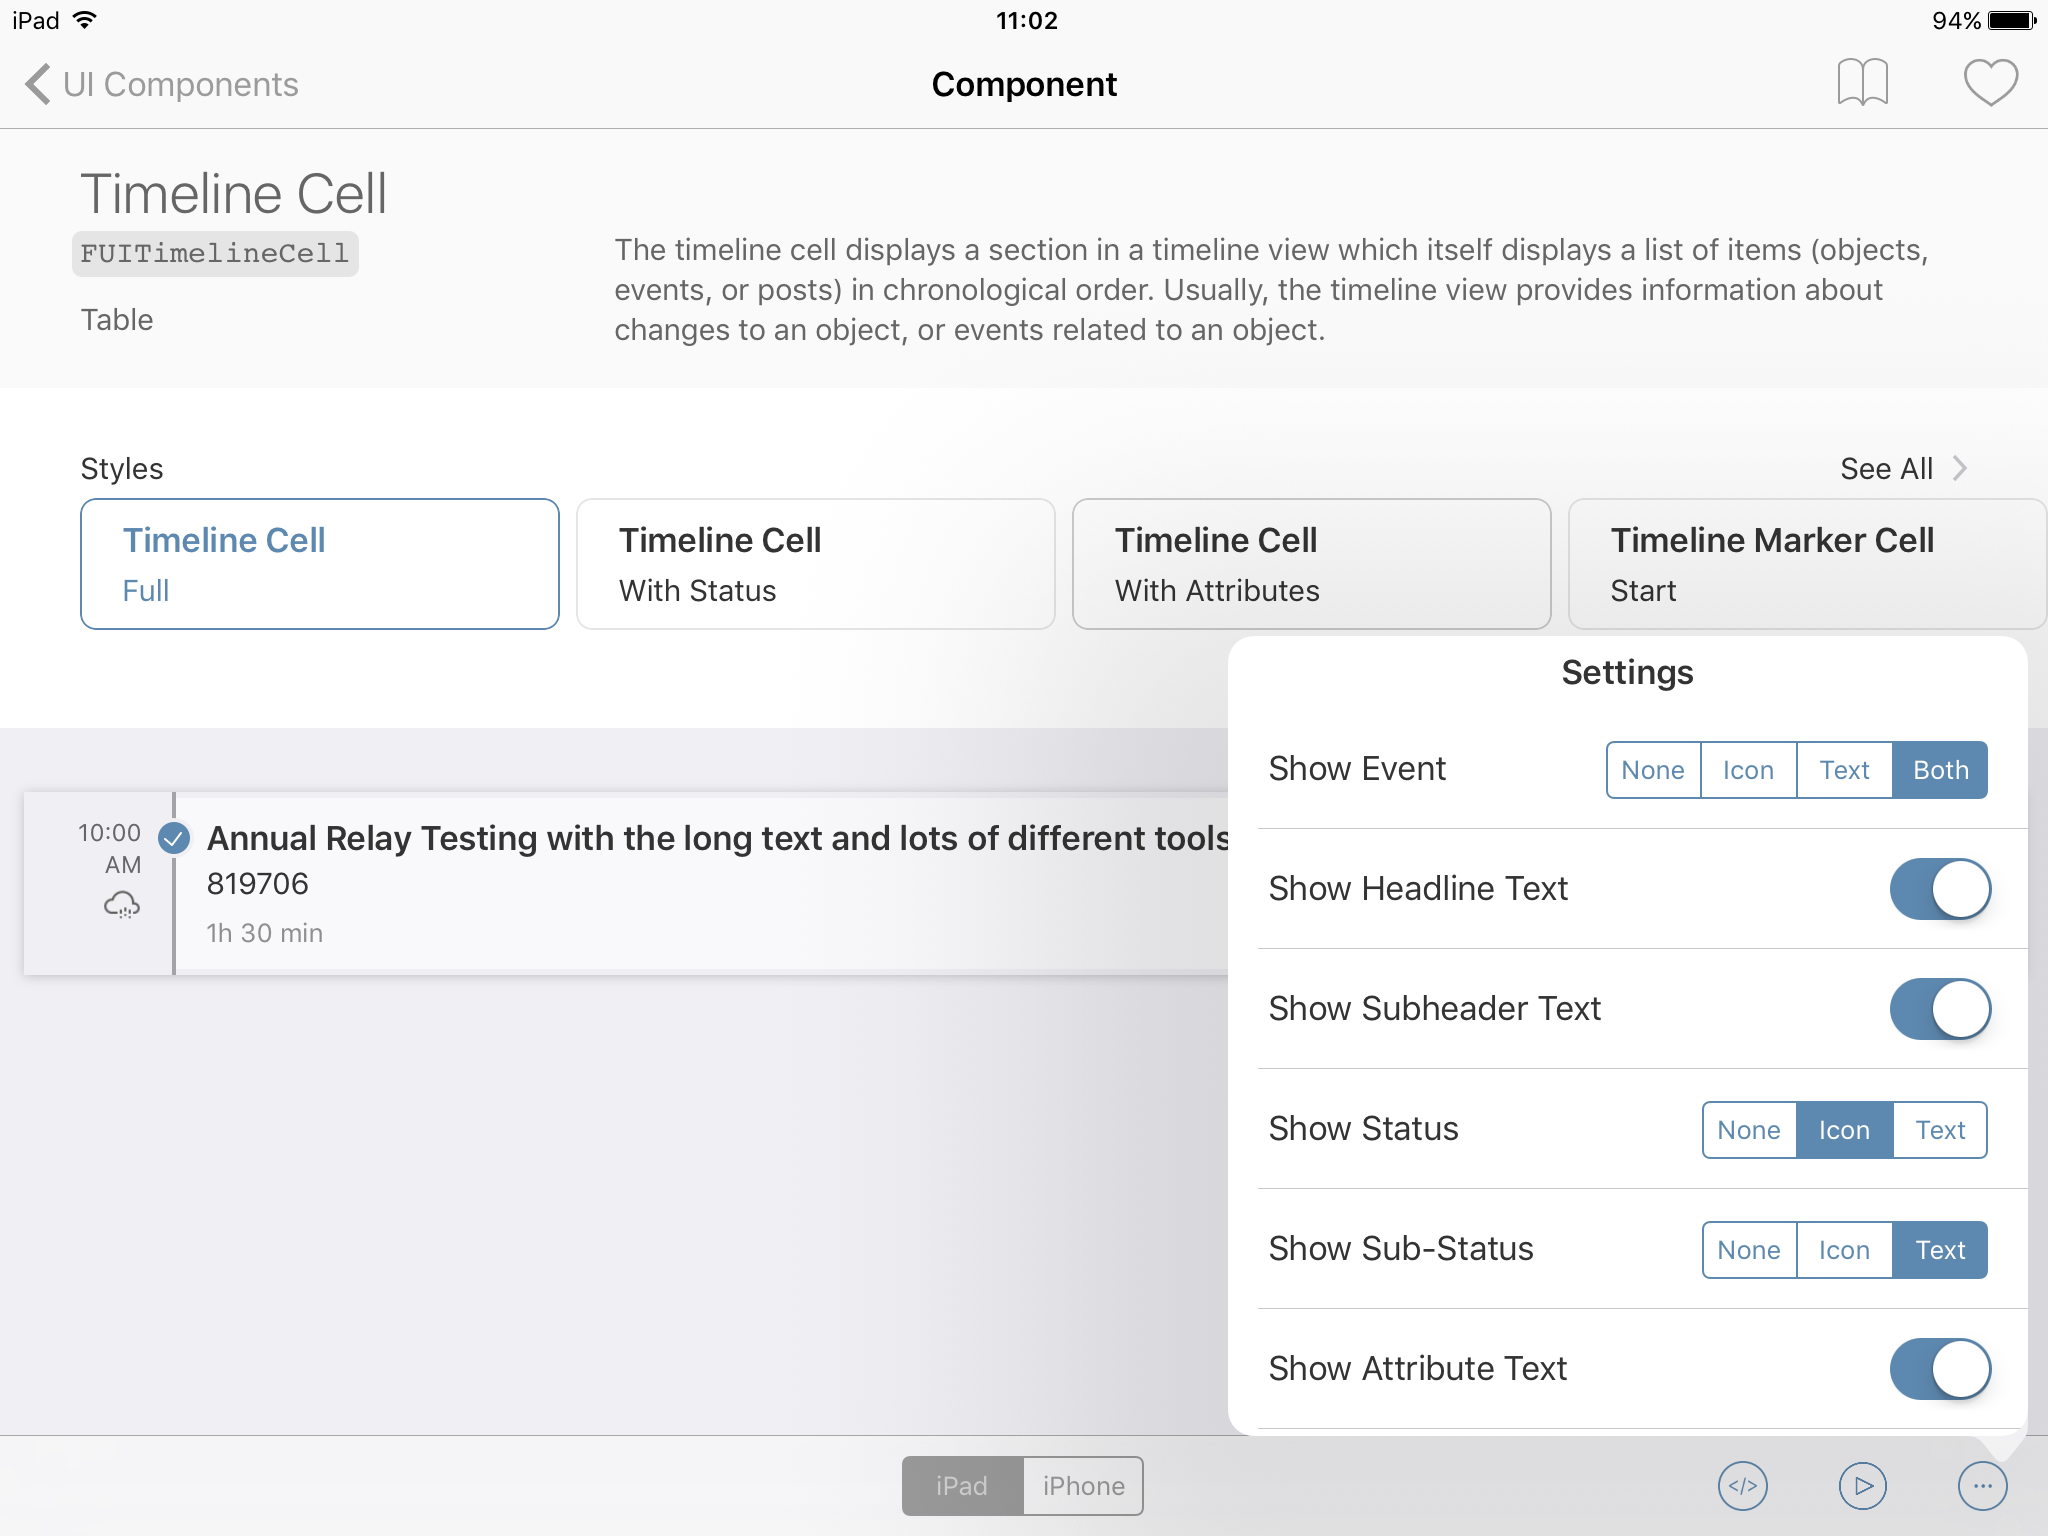 iPad 11:02 94%
UI Components Component
Timeline Cell
FUITimelineCell
Table
The timeline cell displays a section in a timeline view which itself displays a list of items (objects,
events, or posts) in chronological order. Usually, the timeline view provides information about
changes to an object, or events related to an object.
Styles See All
Timeline Cell
Full
Timeline Cell
With Status
Timeline Cell
With Attributes
Timeline Marker Cell
Start
10:00
AM
Annual Relay Testing with the long text and lots of different tools
819706
1h 30 min
Settings
Show Event None Icon Text Both
Show Headline Text
Show Subheader Text
Show Status None Icon Text
Show Sub-Status None Icon Text
Show Attribute Text
iPad iPhone